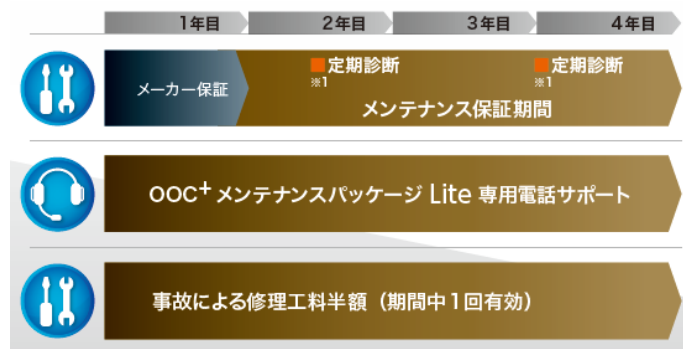 1年目 2年目 3年目 4年目
■定期診断 ■定期診断
※1 ※1
メーカー保証
メンテナンス保証期間
OOC+ メンテナンスパッケージ Lite 専用電話サポート
事故による修理工料半額（期間中1回有効）